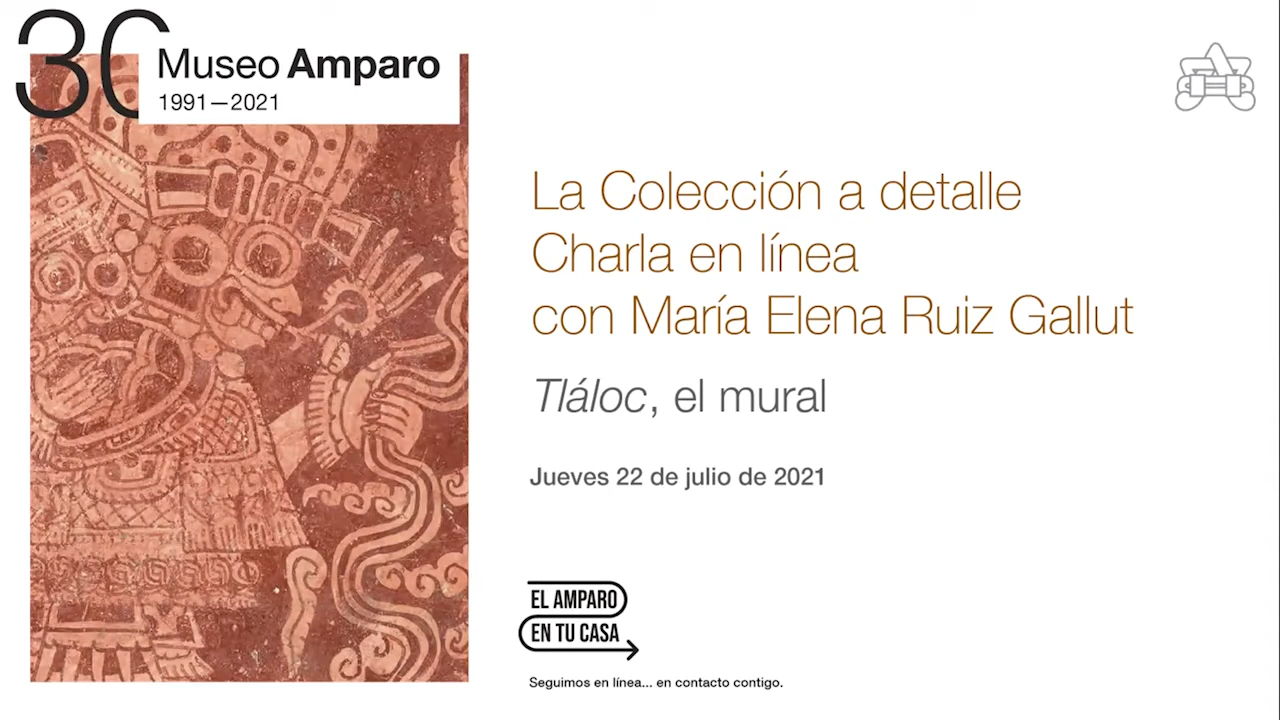 30
Museo Amparo
1991—2021
La Colección a detalle
Charla en línea
con María Elena Ruiz Gallut
Tláloc, el mural
Jueves 22 de julio de 2021
EL AMPARO
EN TU CASA
Seguimos en línea... en contacto contigo.